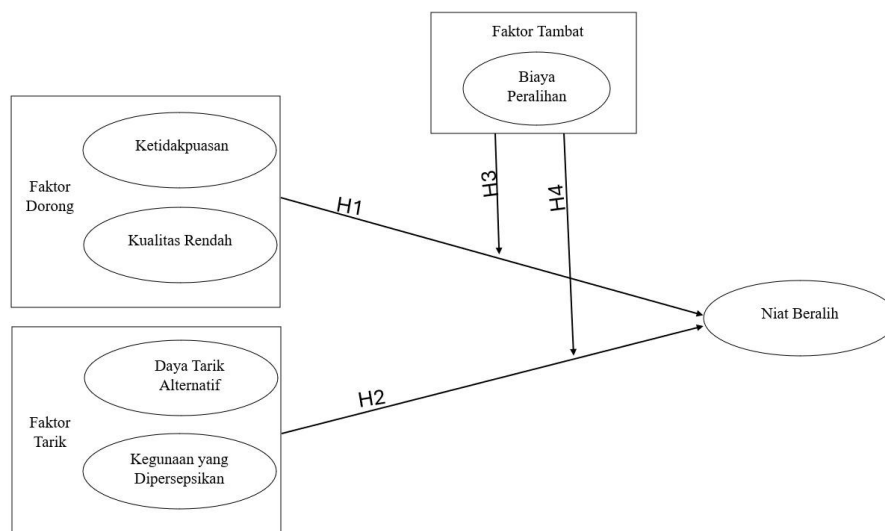 Faktor Tambat
Biaya
Peralihan
Ketidakpuasan
Faktor
Dorong
Kualitas Rendah
H3
H4
H1
Niat Beralih
Daya Tarik
Alternatif
Faktor
Tarik
Kegunaan yang
Dipersepsikan
H2